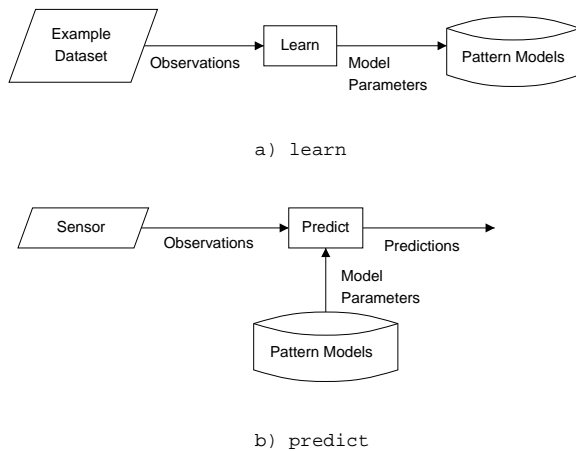 Example
Dataset
Observations
Learn
Model
Parameters
Pattern Models
a) learn
Sensor
Observations
Predict
Predictions
Model
Parameters
Pattern Models
b) predict